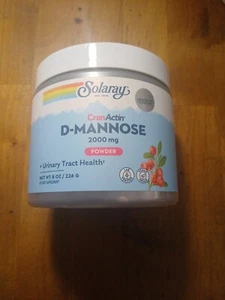 Solaray
CranActin
D-MANNOSE
2000 mg
POWDER
• Urinary Tract Health
NET WT 8 OZ / 226 G